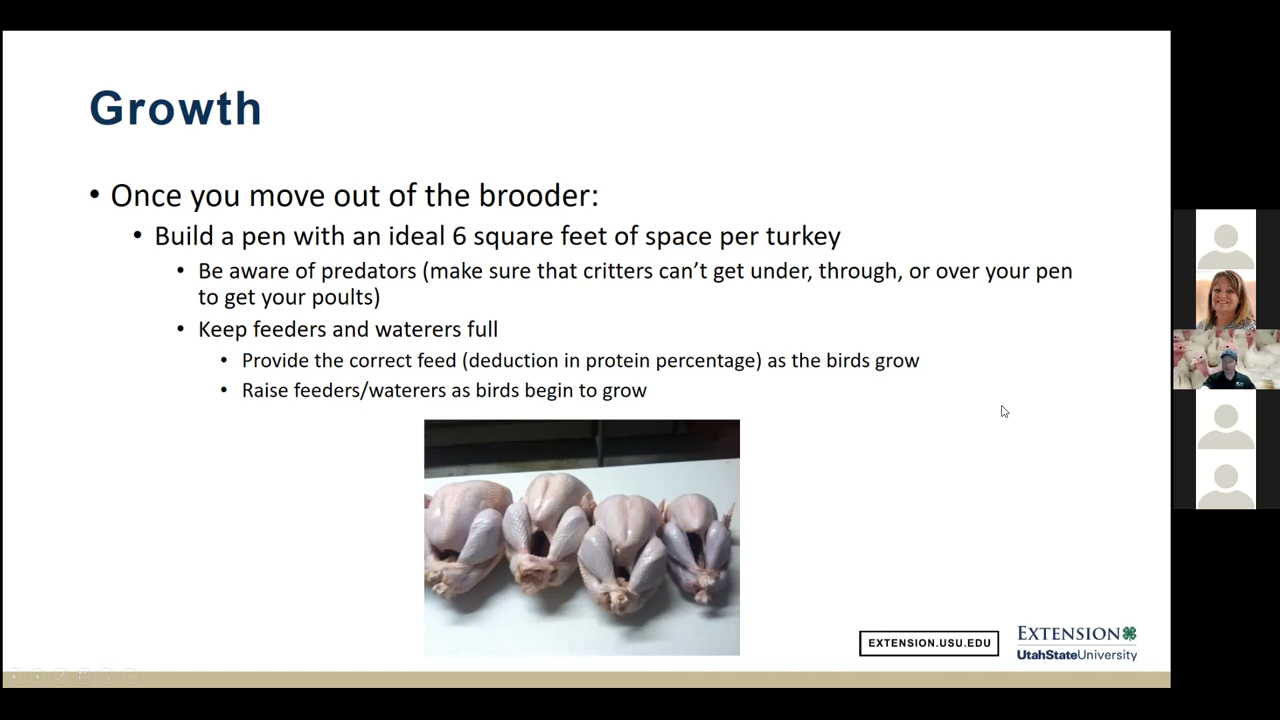 Growth
• Once you move out of the brooder:
• Build a pen with an ideal 6 square feet of space per turkey
• Be aware of predators (make sure that critters can’t get under, through, or over your pen
to get your poults)
• Keep feeders and waterers full
• Provide the correct feed (deduction in protein percentage) as the birds grow
• Raise feeders/waterers as birds begin to grow
EXTENSION.USU.EDU
EXTENSION
UtahStateUniversity